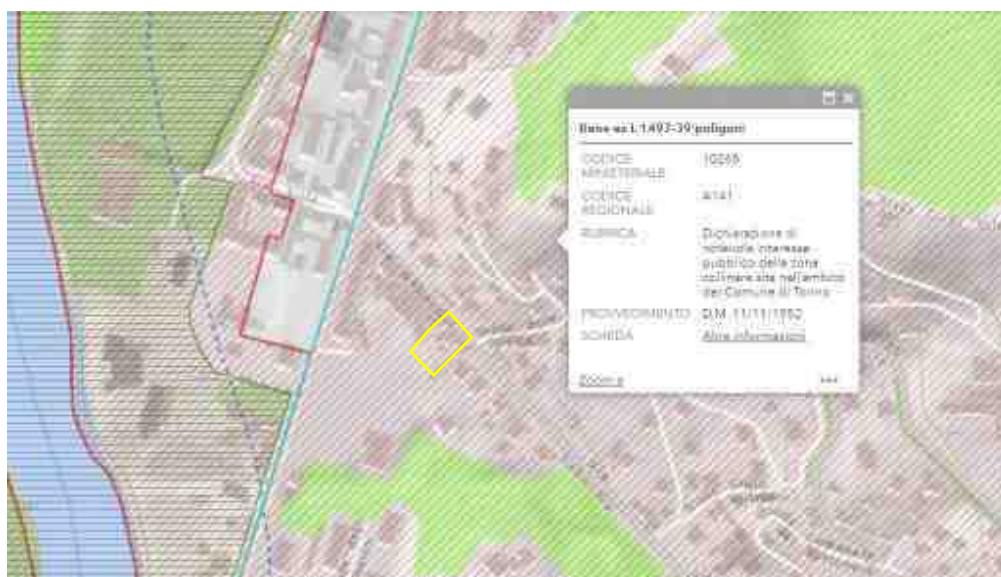 Bene ex L 1497-39 poligoni
CODICE MINISTERIALE
10265
CODICE REGIONALE
A141
RUBRICA
Dichiarazione di
notevole interesse
pubblico della zona
collinare sita nell'ambito
del Comune di Torino
PROVVEDIMENTO D.M. 11/11/1952
SCHEDA Altre informazioni
Zoom a